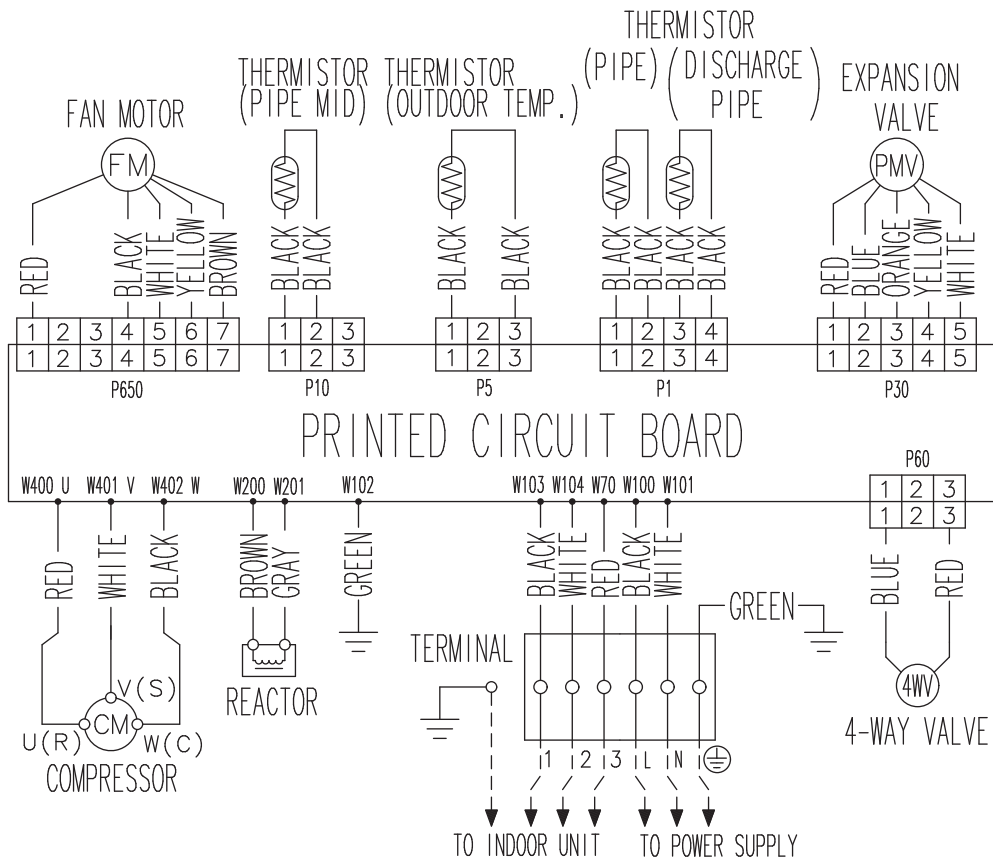 THERMISTOR
(PIPE) (DISCHARGE PIPE)
THERMISTOR (PIPE MID)
THERMISTOR (OUTDOOR TEMP.)
EXPANSION VALVE
FAN MOTOR
FM
PMV
RED BLACK WHITE YELLOW BROWN
BLACK BLACK
BLACK BLACK
BLACK BLACK BLACK BLACK
RED BLUE ORANGE YELLOW WHITE
1 2 3 4 5 6 7
1 2 3 4 5 6 7
P650
1 2 3
1 2 3
P10
1 2 3
1 2 3
P5
1 2 3 4
1 2 3 4
P1
1 2 3 4 5
1 2 3 4 5
P30
PRINTED CIRCUIT BOARD
W400 U W401 V W402 W W200 W201 W102 W103 W104 W70 W100 W101
P60
1 2 3
1 2 3
RED WHITE BLACK
BROWN GRAY
GREEN
BLACK WHITE RED BLACK WHITE
GREEN
BLUE RED
TERMINAL
REACTOR
V(S)
CM
U(R) W(C)
COMPRESSOR
4WV
4-WAY VALVE
1 2 3 L N
TO INDOOR UNIT TO POWER SUPPLY